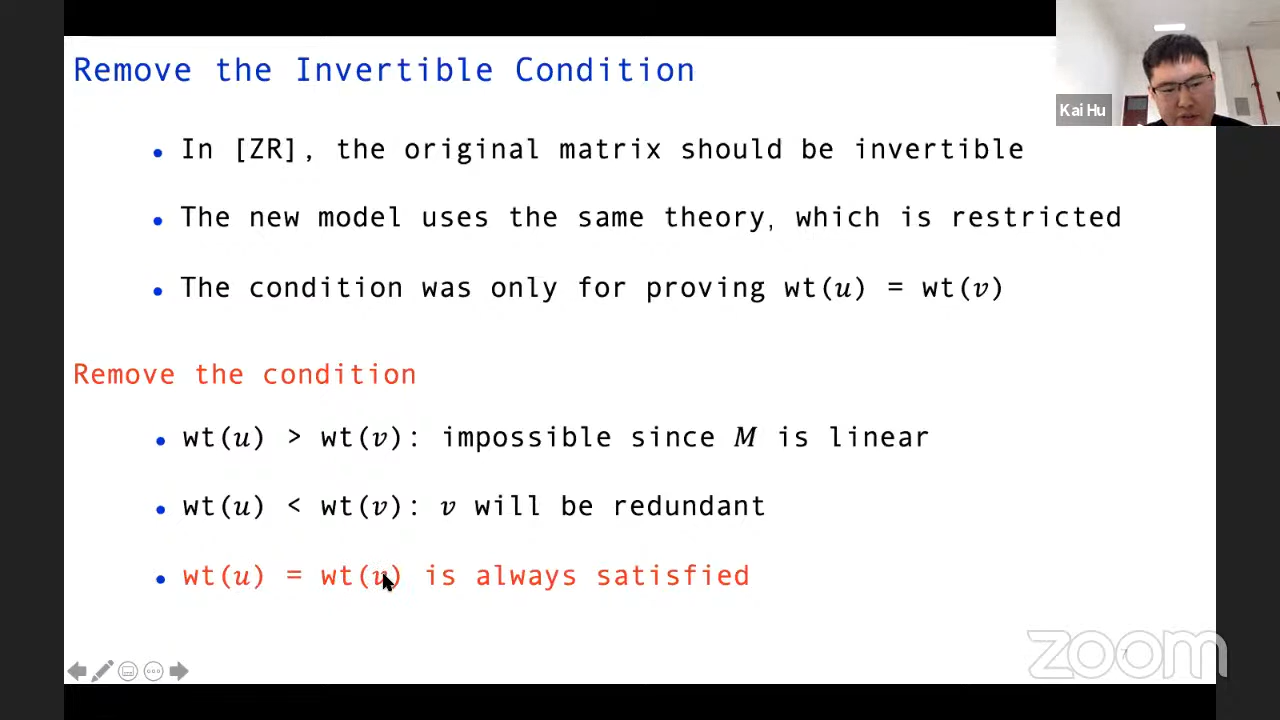 Remove the Invertible Condition
Kai Hu
• In [ZR], the original matrix should be invertible
• The new model uses the same theory, which is restricted
• The condition was only for proving wt(u) = wt(v)
Remove the condition
• wt(u) > wt(v): impossible since M is linear
• wt(u) < wt(v): v will be redundant
• wt(u) = wt(v) is always satisfied
zoom
7